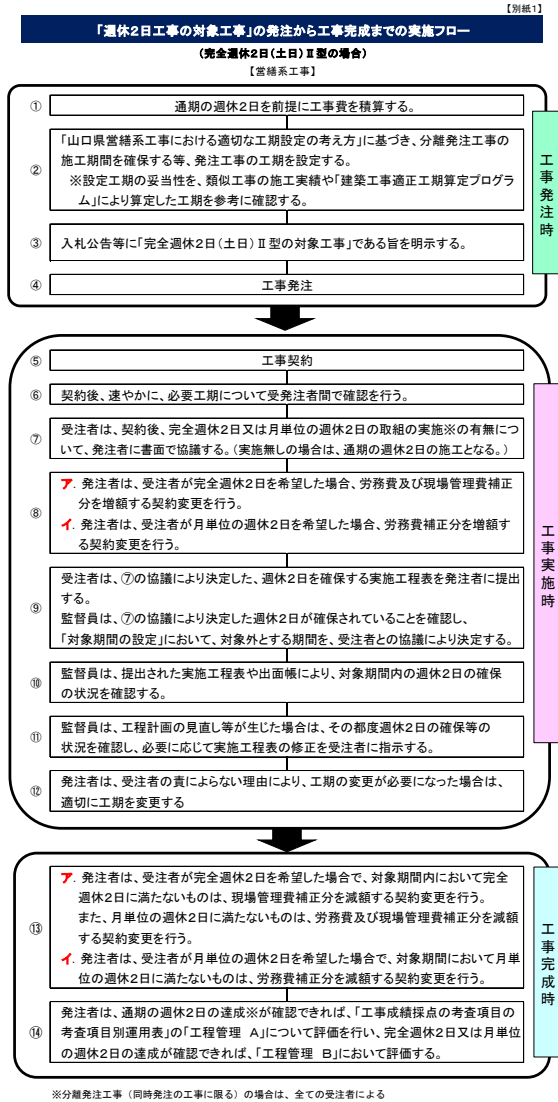 【別紙1】
「週休2日工事の対象工事」の発注から工事完成までの実施フロー
(完全週休2日(土日)Ⅱ型の場合)
【営繕系工事】
① 通期の週休2日を前提に工事費を積算する。
② 「山口県営繕系工事における適切な工期設定の考え方」に基づき、分離発注工事の
施工期間を確保する等、発注工事の工期を設定する。
※設定工期の妥当性を、類似工事の施工実績や「建築工事適正工期算定プログラ
ム」により算定した工期を参考に確認する。
③ 入札公告等に「完全週休2日(土日)Ⅱ型の対象工事」である旨を明示する。
④ 工事発注
工事発注時
⑤ 工事契約
⑥ 契約後、速やかに、必要工期について受発注者間で確認を行う。
⑦ 受注者は、契約後、完全週休2日又は月単位の週休2日の取組の実施※の有無につ
いて、発注者に書面で協議する。(実施無しの場合は、通期の週休2日の施工となる。)
⑧ ア. 発注者は、受注者が完全週休2日を希望した場合、労務費及び現場管理費補正
分を増額する契約変更を行う。
イ. 発注者は、受注者が月単位の週休2日を希望した場合、労務費補正分を増額す
る契約変更を行う。
⑨ 受注者は、⑦の協議により決定した、週休2日を確保する実施工程表を発注者に提出
する。
監督員は、⑦の協議により決定した週休2日が確保されていることを確認し、
「対象期間の設定」において、対象外とする期間を、受注者との協議により決定する。
⑩ 監督員は、提出された実施工程表や出面帳により、対象期間内の週休2日の確保
の状況を確認する。
⑪ 監督員は、工程計画の見直し等が生じた場合は、その都度週休2日の確保等の
状況を確認し、必要に応じて実施工程表の修正を受注者に指示する。
⑫ 発注者は、受注者の責によらない理由により、工期の変更が必要になった場合は、
適切に工期を変更する
工事実施時
⑬ ア. 発注者は、受注者が完全週休2日を希望した場合で、対象期間内において完全
週休2日に満たないものは、現場管理費補正分を減額する契約変更を行う。
また、月単位の週休2日に満たないものは、労務費及び現場管理費補正分を減額
する契約変更を行う。
イ. 発注者は、受注者が月単位の週休2日を希望した場合で、対象期間において月単
位の週休2日に満たないものは、労務費補正分を減額する契約変更を行う。
⑭ 発注者は、通期の週休2日の達成※が確認できれば、「工事成績採点の考査項目の
考査項目別運用表」の「工程管理 A」について評価を行い、完全週休2日又は月単位
の週休2日の達成が確認できれば、「工程管理 B」において評価する。
工事完成時
※分離発注工事(同時発注の工事に限る)の場合は、全ての受注者による